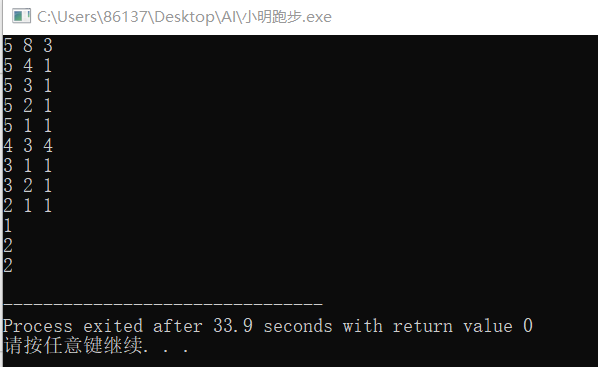 C:\Users\86137\Desktop\AI\小明跑步.exe
5 8 3
5 4 1
5 3 1
5 2 1
5 1 1
4 3 4
3 1 1
3 2 1
2 1 1
1
2
2
--------------------------------
Process exited after 33.9 seconds with return value 0
请按任意键继续. . .